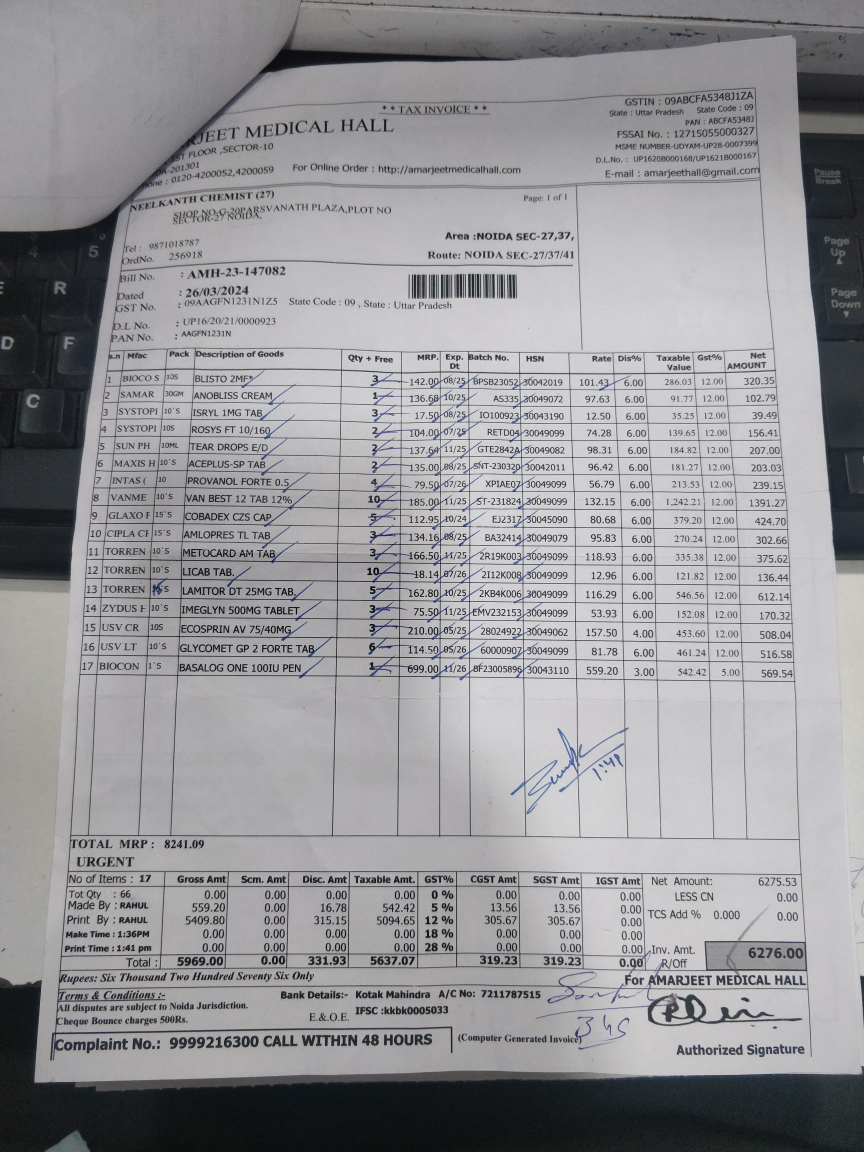 * * TAX INVOICE * *
GSTIN : 09ABCFA5348J1ZA
State : Uttar Pradesh State Code : 09
PAN : ABCFA5348J
RJEET MEDICAL HALL
FSSAI No. : 12715055000327
1ST FLOOR ,SECTOR-10
MSME NUMBER-UDYAM-UP28-0007399
DA-201301
D.L.No. : UP1620B000168/UP1621B000167
one : 0120-4200052,4200059 For Online Order : http://amarjeetmedicalhall.com
E-mail : amarjeethall@gmail.com
NEELKANTH CHEMIST (27) Page: 1 of 1
SHOP NO.G-20PARSVANATH PLAZA,PLOT NO
SECTOR-27 NOIDA.
Area :NOIDA SEC-27,37,
Tel : 9871018787
OrdNo. 256918 Route: NOIDA SEC-27/37/41
Bill No. : AMH-23-147082
Dated : 26/03/2024
GST No. : 09AAGFN1231N1Z5 State Code : 09 , State : Uttar Pradesh
D.L No. : UP16/20/21/0000923
PAN No. : AAGFN1231N
s.n Mfac Pack Description of Goods Qty + Free MRP. Exp. Dt Batch No. HSN Rate Dis% Taxable Value Gst% Net AMOUNT
1 BIOCO S 10S BLISTO 2MF* 3 142.00 08/25 BPSB23052 30042019 101.43 6.00 286.03 12.00 320.35
2 SAMAR 30GM ANOBLISS CREAM 1 136.68 10/25 AS335 30049072 97.63 6.00 91.77 12.00 102.79
3 SYSTOPI 10`S ISRYL 1MG TAB 3 17.50 08/25 IO100923 30043190 12.50 6.00 35.25 12.00 39.49
4 SYSTOPI 10S ROSYS FT 10/160 2 104.00 07/25 RETD04 30049099 74.28 6.00 139.65 12.00 156.41
5 SUN PH 10ML TEAR DROPS E/D 2 137.64 11/25 GTE2842A 30049082 98.31 6.00 184.82 12.00 207.00
6 MAXIS H 10`S ACEPLUS-SP TAB 2 135.00 08/25 SNT-230320 30042011 96.42 6.00 181.27 12.00 203.03
7 INTAS ( 10 PROVANOL FORTE 0.5 4 79.50 07/26 XPIAE07 30049099 56.79 6.00 213.53 12.00 239.15
8 VANME 10`S VAN BEST 12 TAB 12% 10 185.00 11/25 ST-231824 30049099 132.15 6.00 1,242.21 12.00 1391.27
9 GLAXO F 15`S COBADEX CZS CAP 5 112.95 10/24 EJ2317 30045090 80.68 6.00 379.20 12.00 424.70
10 CIPLA CF 15`S AMLOPRES TL TAB 3 134.16 08/25 BA32414 30049079 95.83 6.00 270.24 12.00 302.66
11 TORREN 10`S METOCARD AM TAB 3 166.50 11/25 2R19K003 30049099 118.93 6.00 335.38 12.00 375.62
12 TORREN 10`S LICAB TAB. 10 18.14 07/26 2I12K008 30049099 12.96 6.00 121.82 12.00 136.44
13 TORREN 15`S LAMITOR DT 25MG TAB. 5 162.80 10/25 2KB4K006 30049099 116.29 6.00 546.56 12.00 612.14
14 ZYDUS H 10`S IMEGLYN 500MG TABLET 3 75.50 11/25 EMV232153 30049099 53.93 6.00 152.08 12.00 170.32
15 USV CR 10S ECOSPRIN AV 75/40MG 3 210.00 05/25 28024922 30049062 157.50 4.00 453.60 12.00 508.04
16 USV LT 10`S GLYCOMET GP 2 FORTE TAB 6 114.50 05/26 60000907 30049099 81.78 6.00 461.24 12.00 516.58
17 BIOCON 1`S BASALOG ONE 100IU PEN 1 699.00 11/26 BF23005896 30043110 559.20 3.00 542.42 5.00 569.54
1:41
TOTAL MRP : 8241.09
URGENT
No of Items : 17 Gross Amt Scm. Amt Disc. Amt Taxable Amt. GST% CGST Amt SGST Amt IGST Amt Net Amount: 6275.53
Tot Qty : 66 0.00 0.00 0.00 0.00 0 % 0.00 0.00 0.00 LESS CN 0.00
Made By : RAHUL 559.20 0.00 16.78 542.42 5 % 13.56 13.56 0.00 TCS Add % 0.000 0.00
Print By : RAHUL 5409.80 0.00 315.15 5094.65 12 % 305.67 305.67 0.00
Make Time : 1:36PM 0.00 0.00 0.00 0.00 18 % 0.00 0.00 0.00
Print Time : 1:41 pm 0.00 0.00 0.00 0.00 28 % 0.00 0.00 0.00 Inv. Amt. 6276.00
Total : 5969.00 0.00 331.93 5637.07 319.23 319.23 0.00 R/Off
Rupees: Six Thousand Two Hundred Seventy Six Only For AMARJEET MEDICAL HALL
Terms & Conditions :- Bank Details:- Kotak Mahindra A/C No: 7211787515
All disputes are subject to Noida Jurisdiction. IFSC :kkbk0005033
Cheque Bounce charges 500Rs. E.& O.E.
Complaint No.: 9999216300 CALL WITHIN 48 HOURS (Computer Generated Invoice)
Authorized Signature